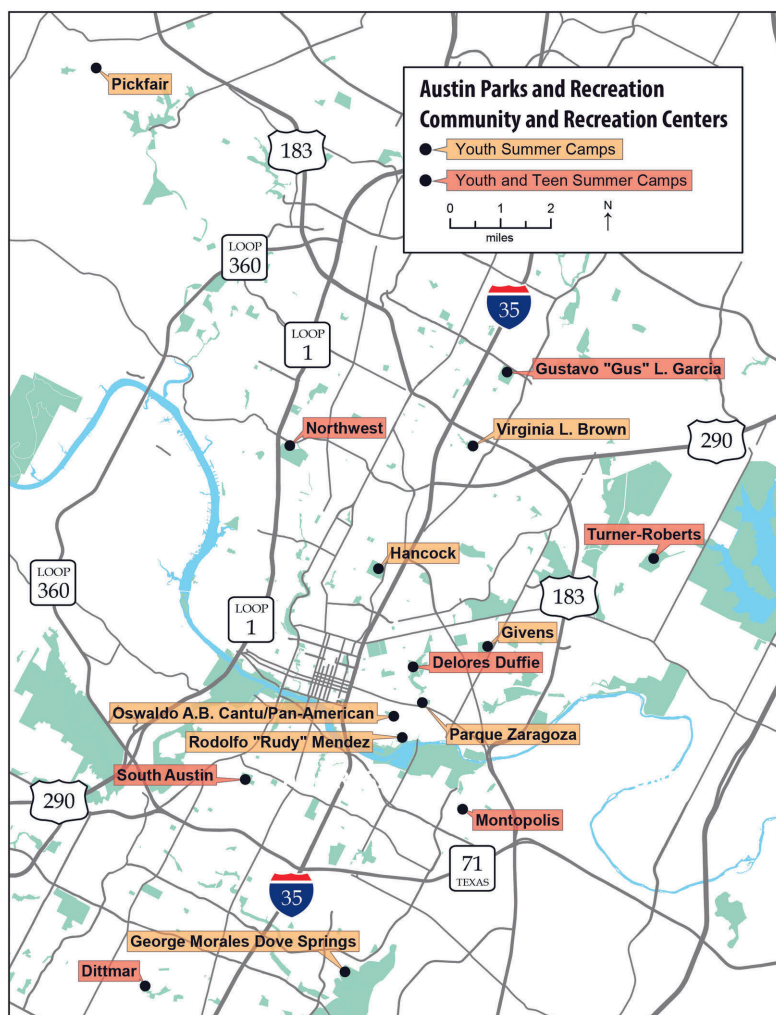 Pickfair
Austin Parks and Recreation
Community and Recreation Centers
Youth Summer Camps
Youth and Teen Summer Camps
0 1 2
miles
N
183
LOOP
360
35
LOOP
1
Gustavo "Gus" L. Garcia
Northwest
Virginia L. Brown
290
Turner-Roberts
Hancock
LOOP
360
183
LOOP
1
Givens
Delores Duffie
Oswaldo A.B. Cantu/Pan-American
Parque Zaragoza
Rodolfo "Rudy" Mendez
South Austin
290
Montopolis
71
TEXAS
35
George Morales Dove Springs
Dittmar